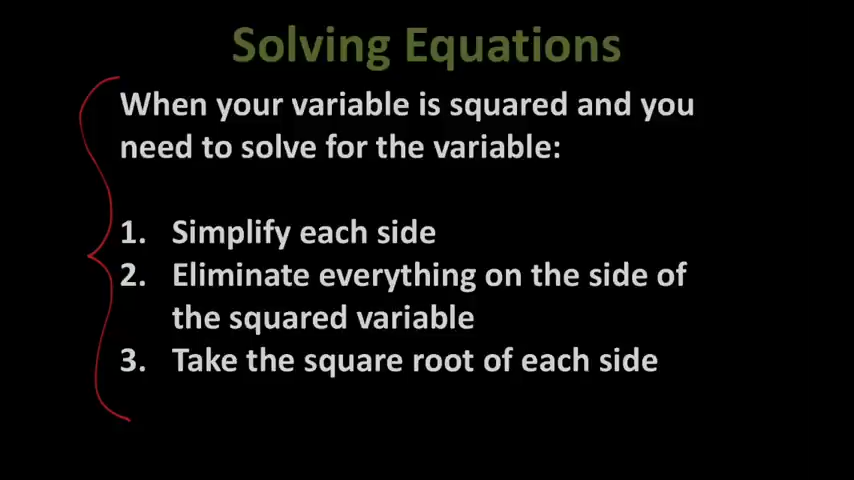 Solving Equations
When your variable is squared and you
need to solve for the variable:
1. Simplify each side
2. Eliminate everything on the side of
the squared variable
3. Take the square root of each side